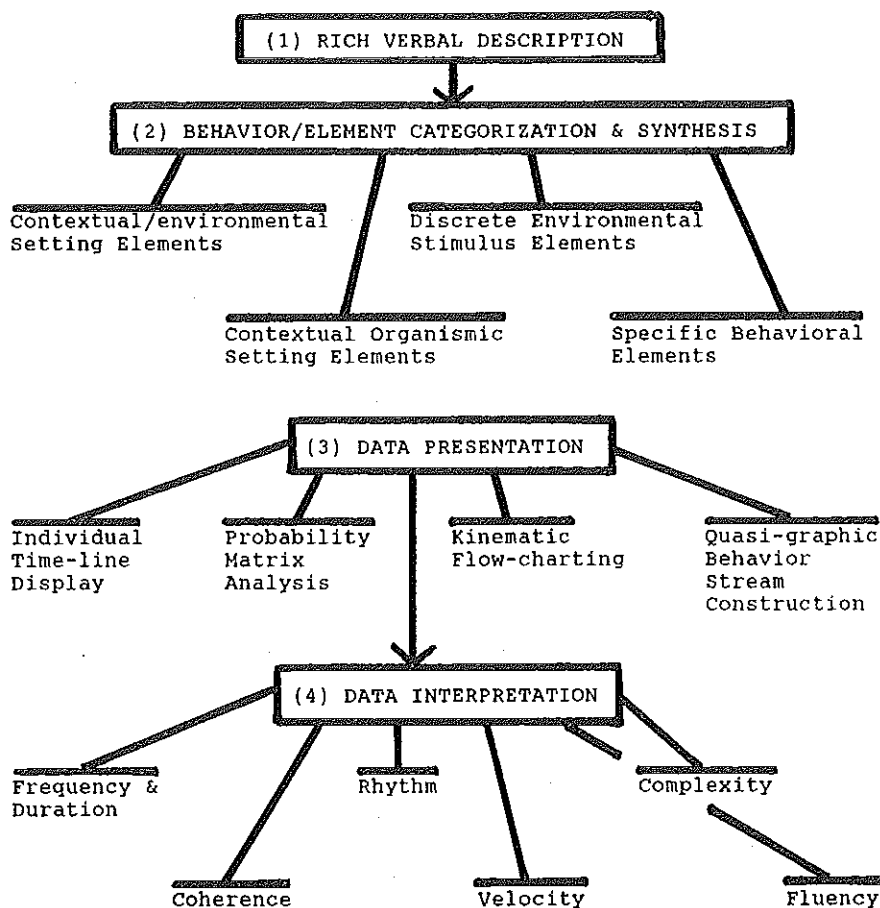 (1) RICH VERBAL DESCRIPTION
(2) BEHAVIOR/ELEMENT CATEGORIZATION & SYNTHESIS
Contextual/environmental
Setting Elements
Discrete Environmental
Stimulus Elements
Contextual Organismic
Setting Elements
Specific Behavioral
Elements
(3) DATA PRESENTATION
Individual
Time-line
Display
Probability
Matrix
Analysis
Kinematic
Flow-charting
Quasi-graphic
Behavior
Stream
Construction
(4) DATA INTERPRETATION
Frequency &
Duration
Rhythm
Complexity
Coherence
Velocity
Fluency